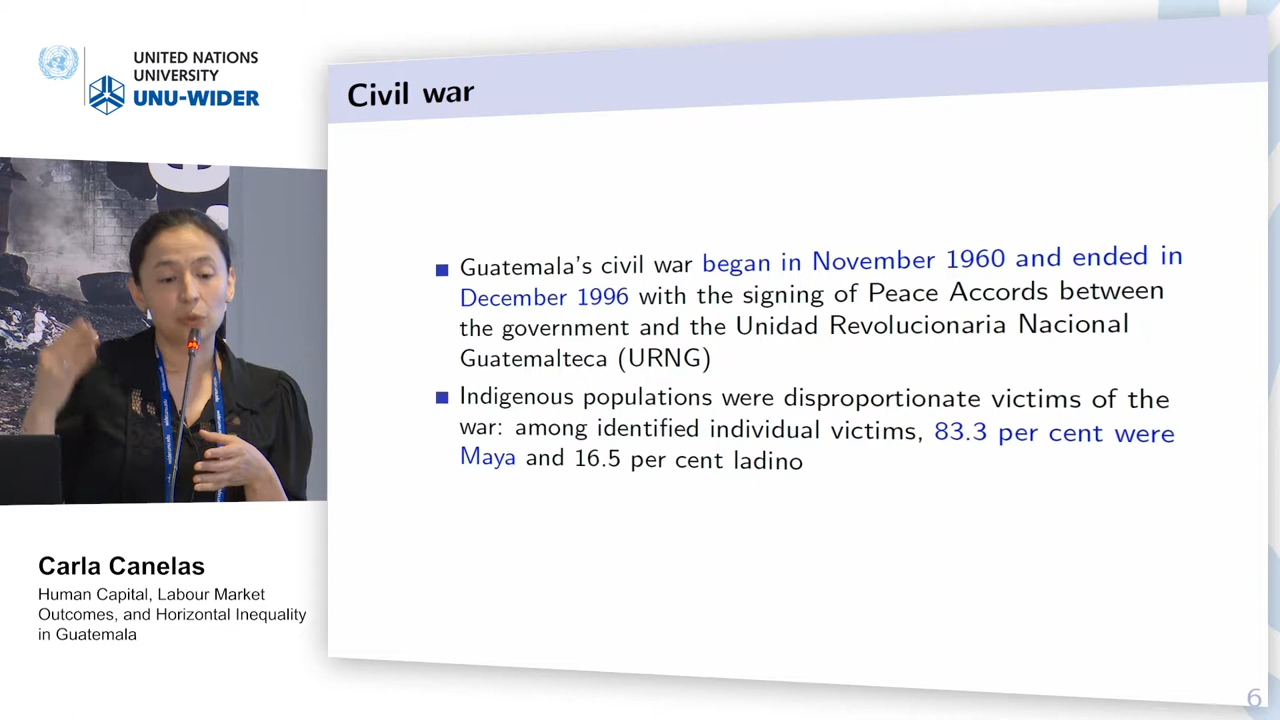 UNITED NATIONS
UNIVERSITY
UNU-WIDER
Civil war
Guatemala's civil war began in November 1960 and ended in
December 1996 with the signing of Peace Accords between
the government and the Unidad Revolucionaria Nacional
Guatemalteca (URNG)
Indigenous populations were disproportionate victims of the
war: among identified individual victims, 83.3 per cent were
Maya and 16.5 per cent ladino
Carla Canelas
Human Capital, Labour Market
Outcomes, and Horizontal Inequality
in Guatemala
6